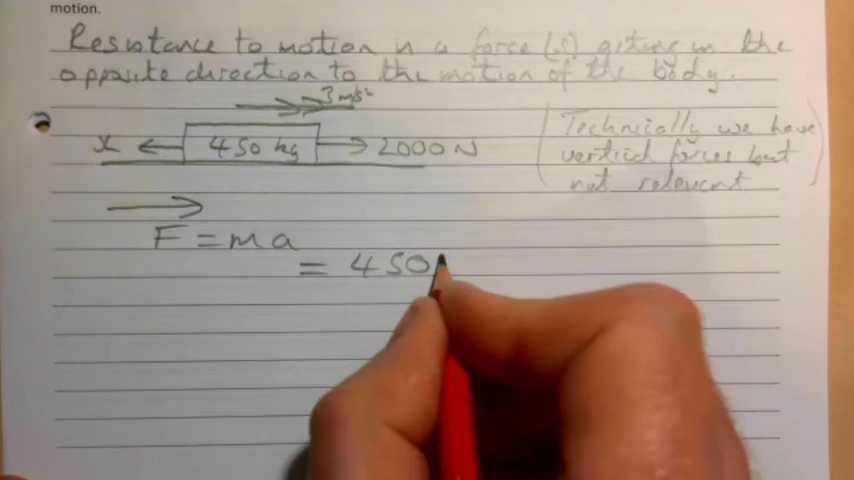 motion.
Resistance to motion is a force (s) acting in the
opposite direction to the motion of the body.
3 m/s²
x 450 kg 2000 N
(Technically we have
vertical forces but
not relevant)
F = ma
= 450